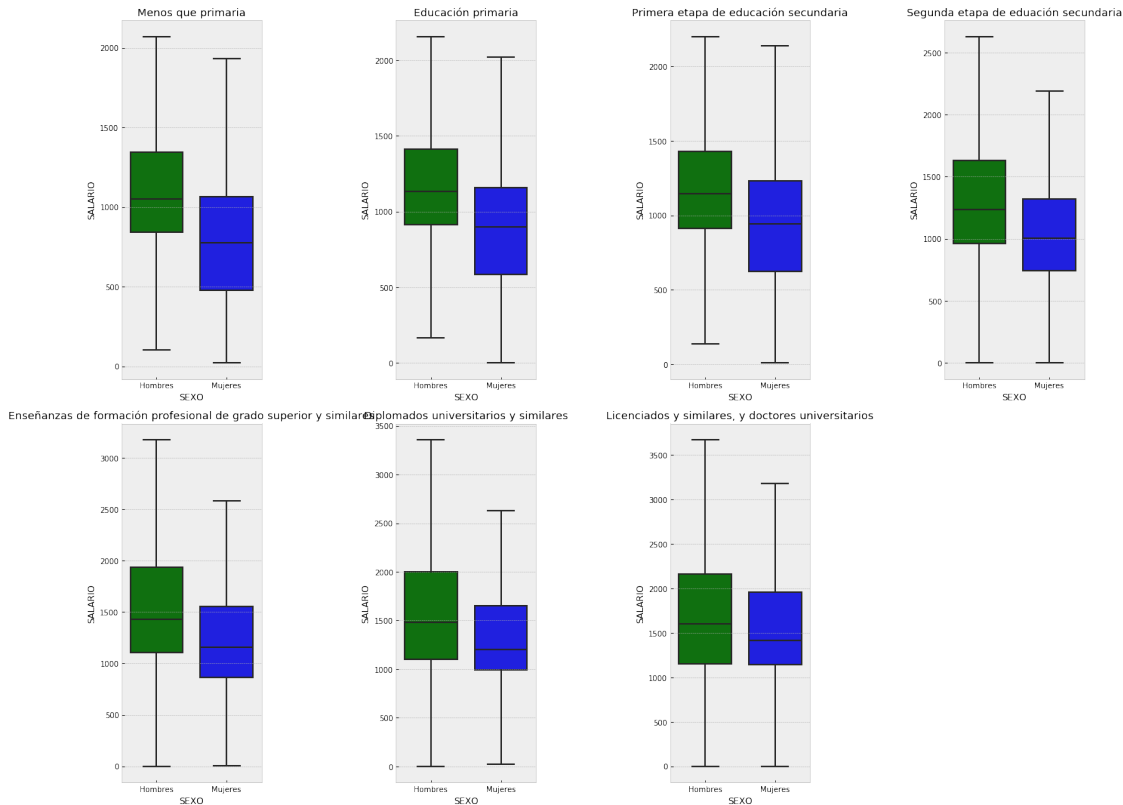 Menos que primaria
SALARIO
2000
1500
1000
500
0
Hombres Mujeres
SEXO
Educación primaria
SALARIO
2000
1500
1000
500
0
Hombres Mujeres
SEXO
Primera etapa de educación secundaria
SALARIO
2000
1500
1000
500
0
Hombres Mujeres
SEXO
Segunda etapa de eduación secundaria
SALARIO
2500
2000
1500
1000
500
0
Hombres Mujeres
SEXO
Enseñanzas de formación profesional de grado superior y similares
SALARIO
3000
2500
2000
1500
1000
500
0
Hombres Mujeres
SEXO
Diplomados universitarios y similares
SALARIO
3500
3000
2500
2000
1500
1000
500
0
Hombres Mujeres
SEXO
Licenciados y similares, y doctores universitarios
SALARIO
3500
3000
2500
2000
1500
1000
500
0
Hombres Mujeres
SEXO